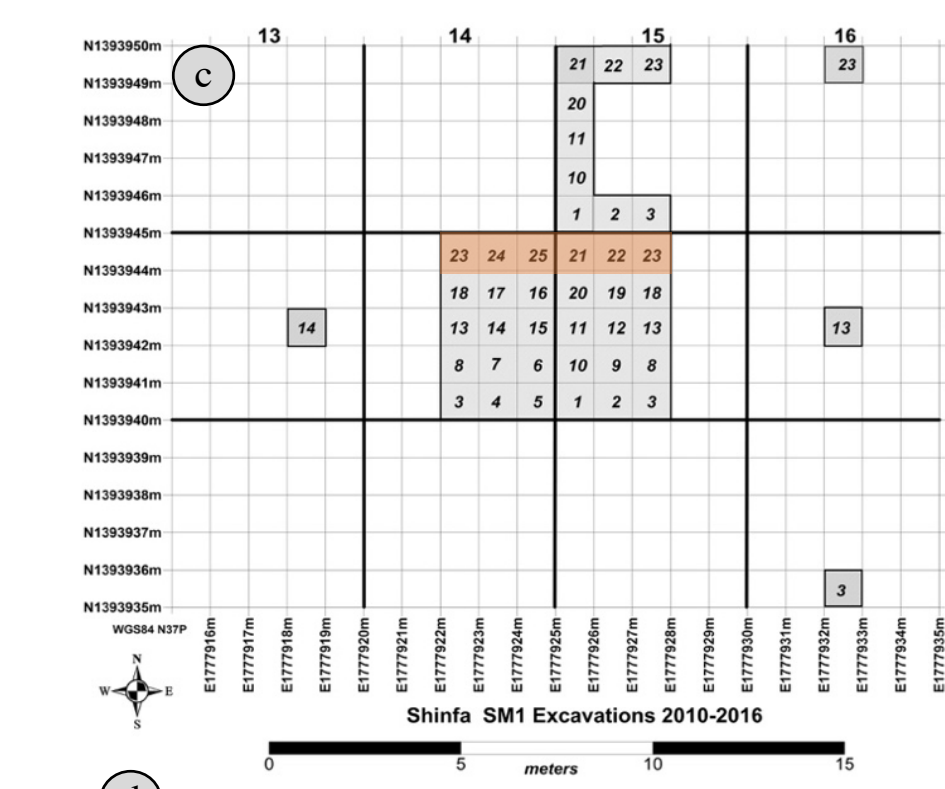 13 14 15 16
N1393950m
c 21 22 23 23
N1393949m
20
N1393948m
11
N1393947m
10
N1393946m
1 2 3
N1393945m
23 24 25 21 22 23
N1393944m
18 17 16 20 19 18
N1393943m
14 13 14 15 11 12 13 13
N1393942m
8 7 6 10 9 8
N1393941m
3 4 5 1 2 3
N1393940m
N1393939m
N1393938m
N1393937m
N1393936m
3
N1393935m
WGS84 N37P
E1777916m
E1777917m
E1777918m
E1777919m
E1777920m
E1777921m
E1777922m
E1777923m
E1777924m
E1777925m
E1777926m
E1777927m
E1777928m
E1777929m
E1777930m
E1777931m
E1777932m
E1777933m
E1777934m
E1777935m
N
W E
S
Shinfa SM1 Excavations 2010-2016
0 5 10 15
meters